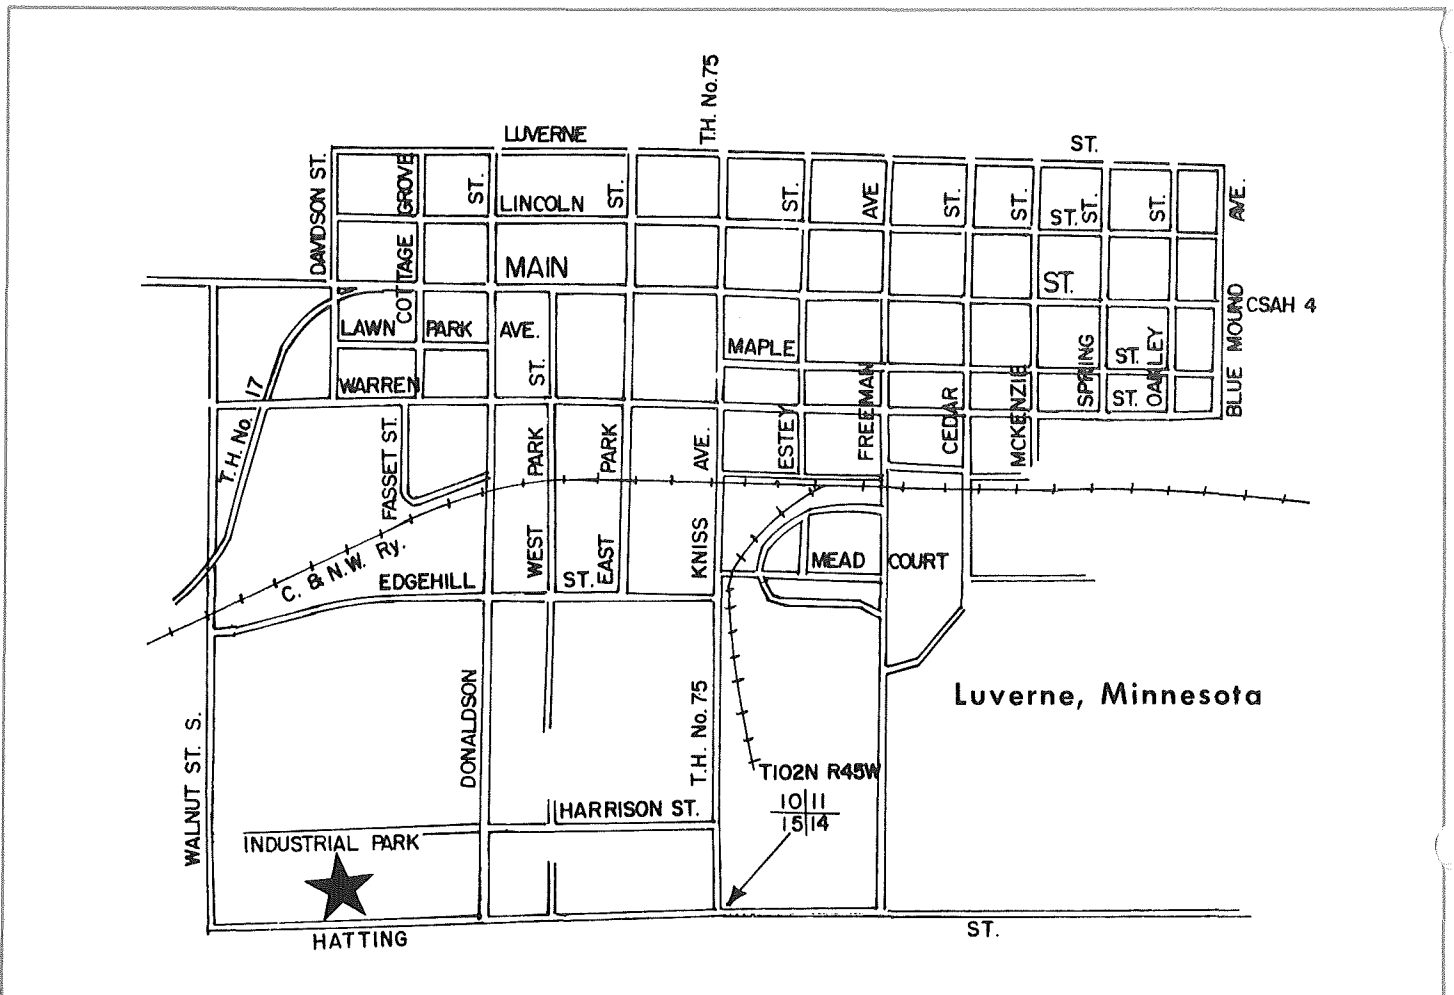 T.H. No. 75
LUVERNE ST.
DAVIDSON ST.
COTTAGE GROVE
ST.
LINCOLN
ST.
ST.
AVE
ST.
ST.
ST.
ST.
ST.
AVE.
MAIN
ST.
BLUE MOUND
CSAH 4
LAWN PARK AVE.
MAPLE
ST.
WARREN
ST.
ST.
SPRING
OAKLEY
T.H. No. 17
FASSET ST.
WEST PARK
EAST PARK
KNISS AVE.
ESTEY
FREEMAN
CEDAR
MCKENZIE
C. & N.W. Ry.
EDGEHILL ST.
MEAD COURT
WALNUT ST. S.
DONALDSON
T.H. No. 75
Luverne, Minnesota
T102N R45W
10 11
15 14
HARRISON ST.
INDUSTRIAL PARK
HATTING ST.